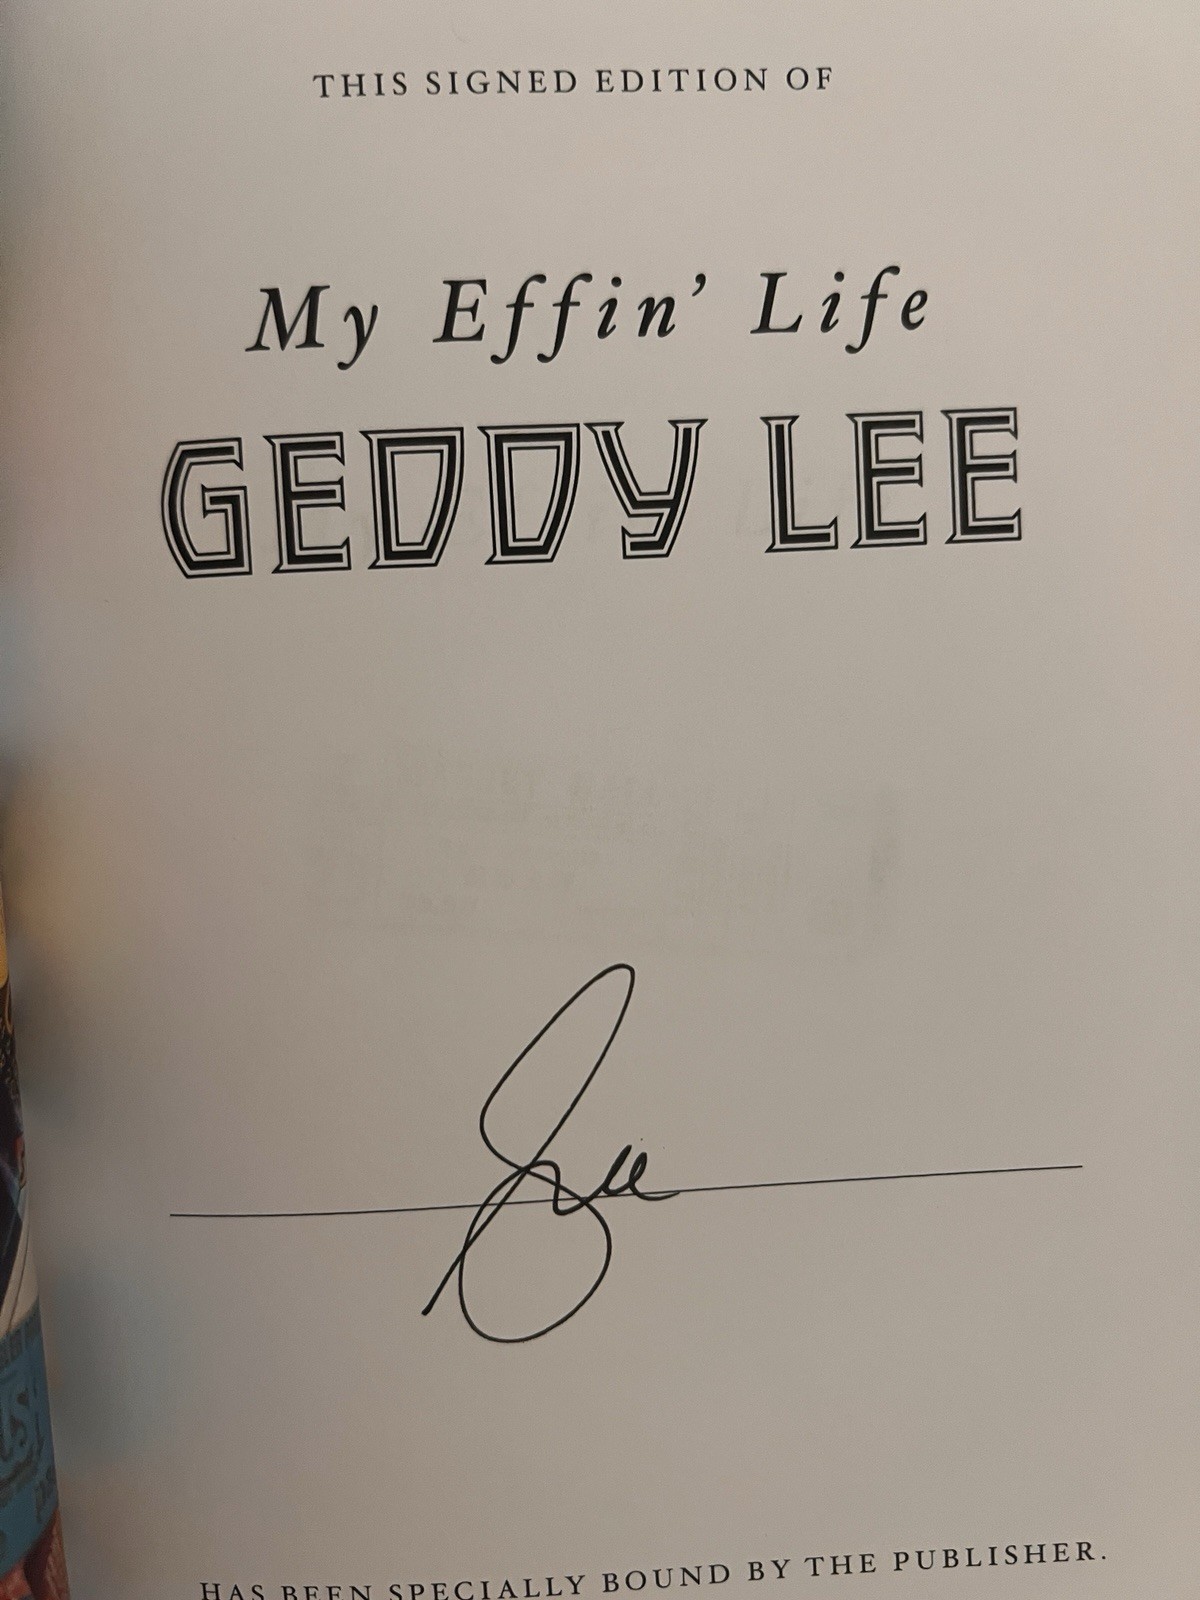 THIS SIGNED EDITION OF
My Effin’ Life
GEDDY LEE
HAS BEEN SPECIALLY BOUND BY THE PUBLISHER.